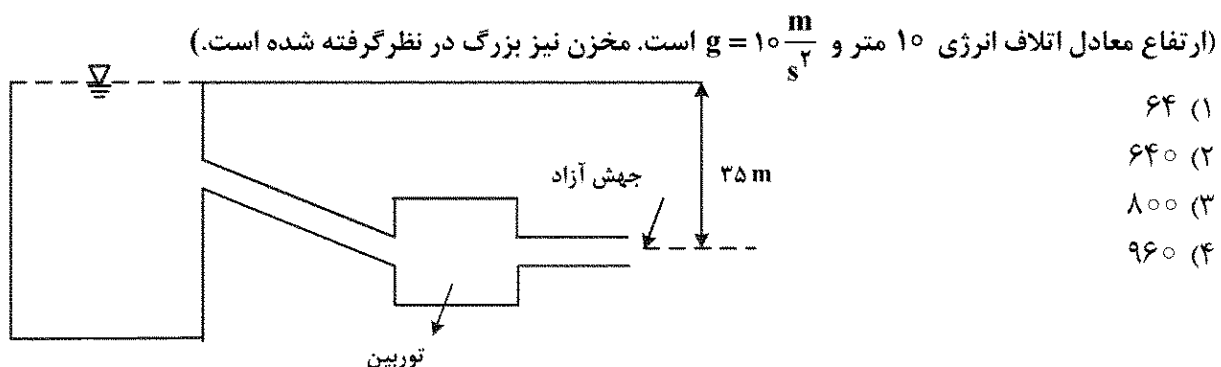 (ارتفاع معادل اتلاف انرژی ۱۰ متر و g = ۱۰ m/s۲ است. مخزن نیز بزرگ در نظرگرفته شده است.)
۱) ۶۴
۲) ۶۴۰
۳) ۸۰۰
۴) ۹۶۰
جهش آزاد
۳۵ m
توربین